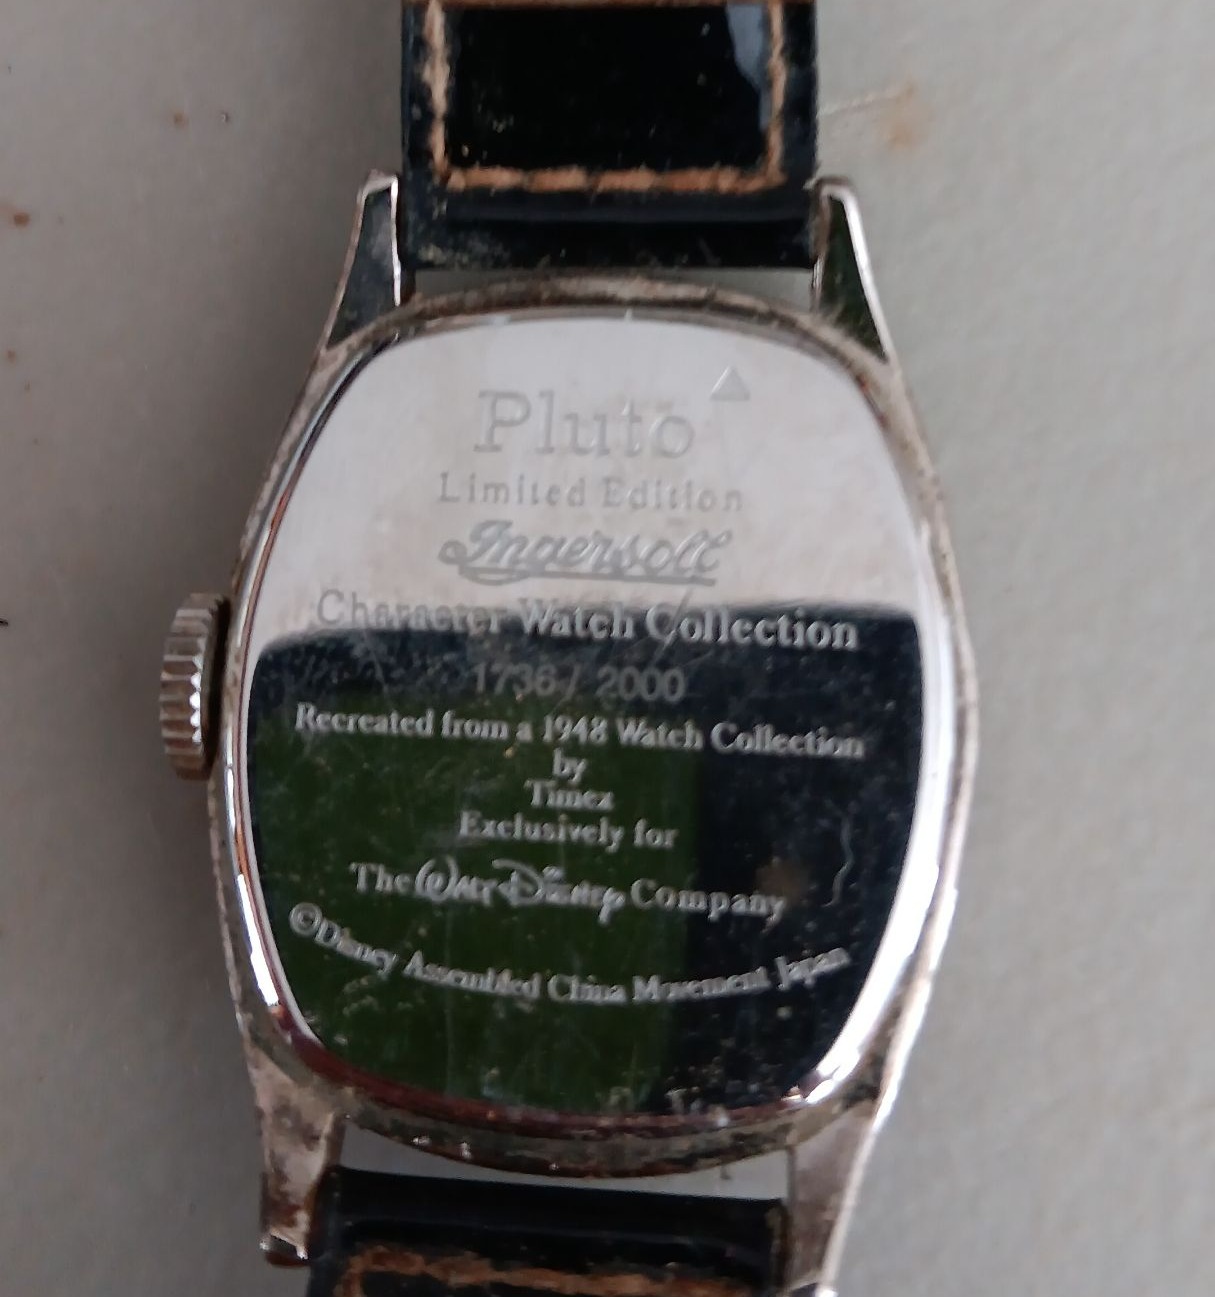 Pluto
Limited Edition
Ingersoll
Character Watch Collection
1736 / 2000
Recreated from a 1948 Watch Collection
by
Timex
Exclusively for
The Walt Disney Company
©Disney Assembled China Movement Japan